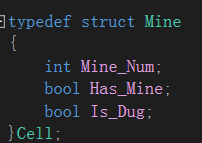 typedef struct Mine
{
int Mine_Num;
bool Has_Mine;
bool Is_Dug;
}Cell;